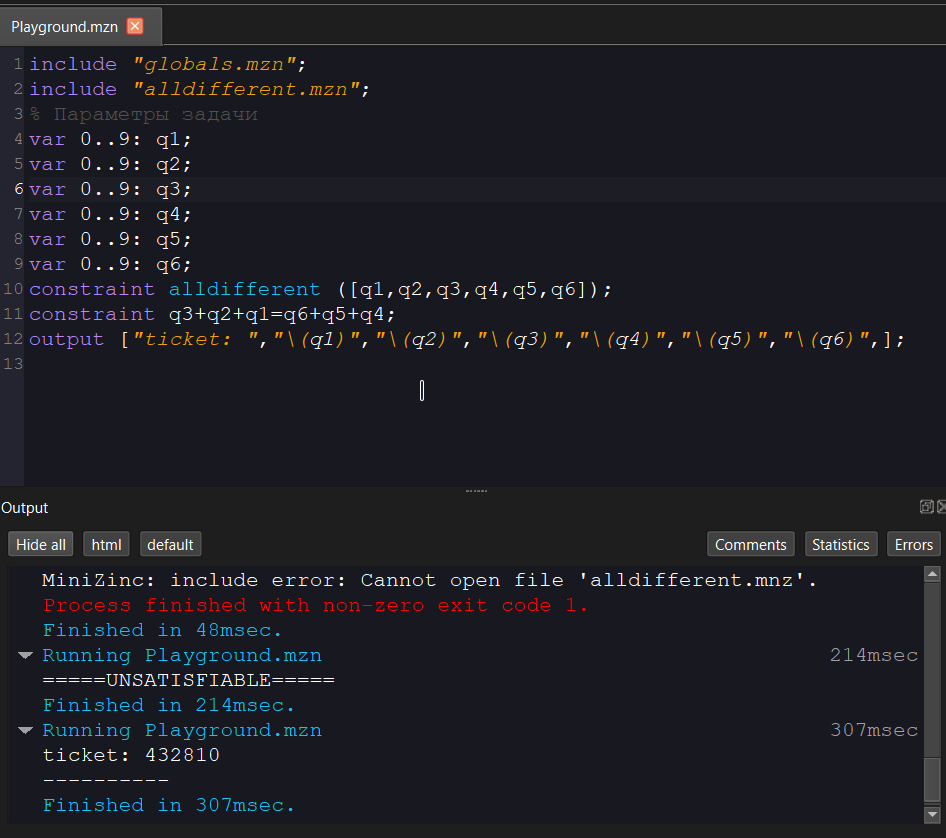 Playground.mzn
1 include "globals.mzn";
2 include "alldifferent.mzn";
3 % Параметры задачи
4 var 0..9: q1;
5 var 0..9: q2;
6 var 0..9: q3;
7 var 0..9: q4;
8 var 0..9: q5;
9 var 0..9: q6;
10 constraint alldifferent ([q1,q2,q3,q4,q5,q6]);
11 constraint q3+q2+q1=q6+q5+q4;
12 output ["ticket: ","\(q1)","\(q2)","\(q3)","\(q4)","\(q5)","\(q6)",];
13
Output
Hide all html default Comments Statistics Errors
MiniZinc: include error: Cannot open file 'alldifferent.mnz'.
Process finished with non-zero exit code 1.
Finished in 48msec.
Running Playground.mzn 214msec
=====UNSATISFIABLE=====
Finished in 214msec.
Running Playground.mzn 307msec
ticket: 432810
----------
Finished in 307msec.